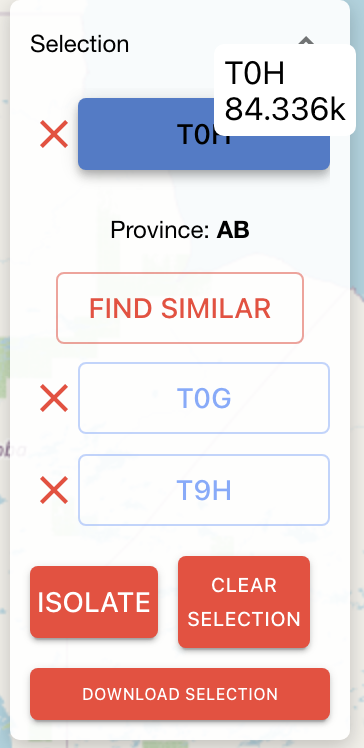 Selection
T0H
84.336k
T0H
Province: AB
FIND SIMILAR
T0G
T9H
ISOLATE
CLEAR
SELECTION
DOWNLOAD SELECTION